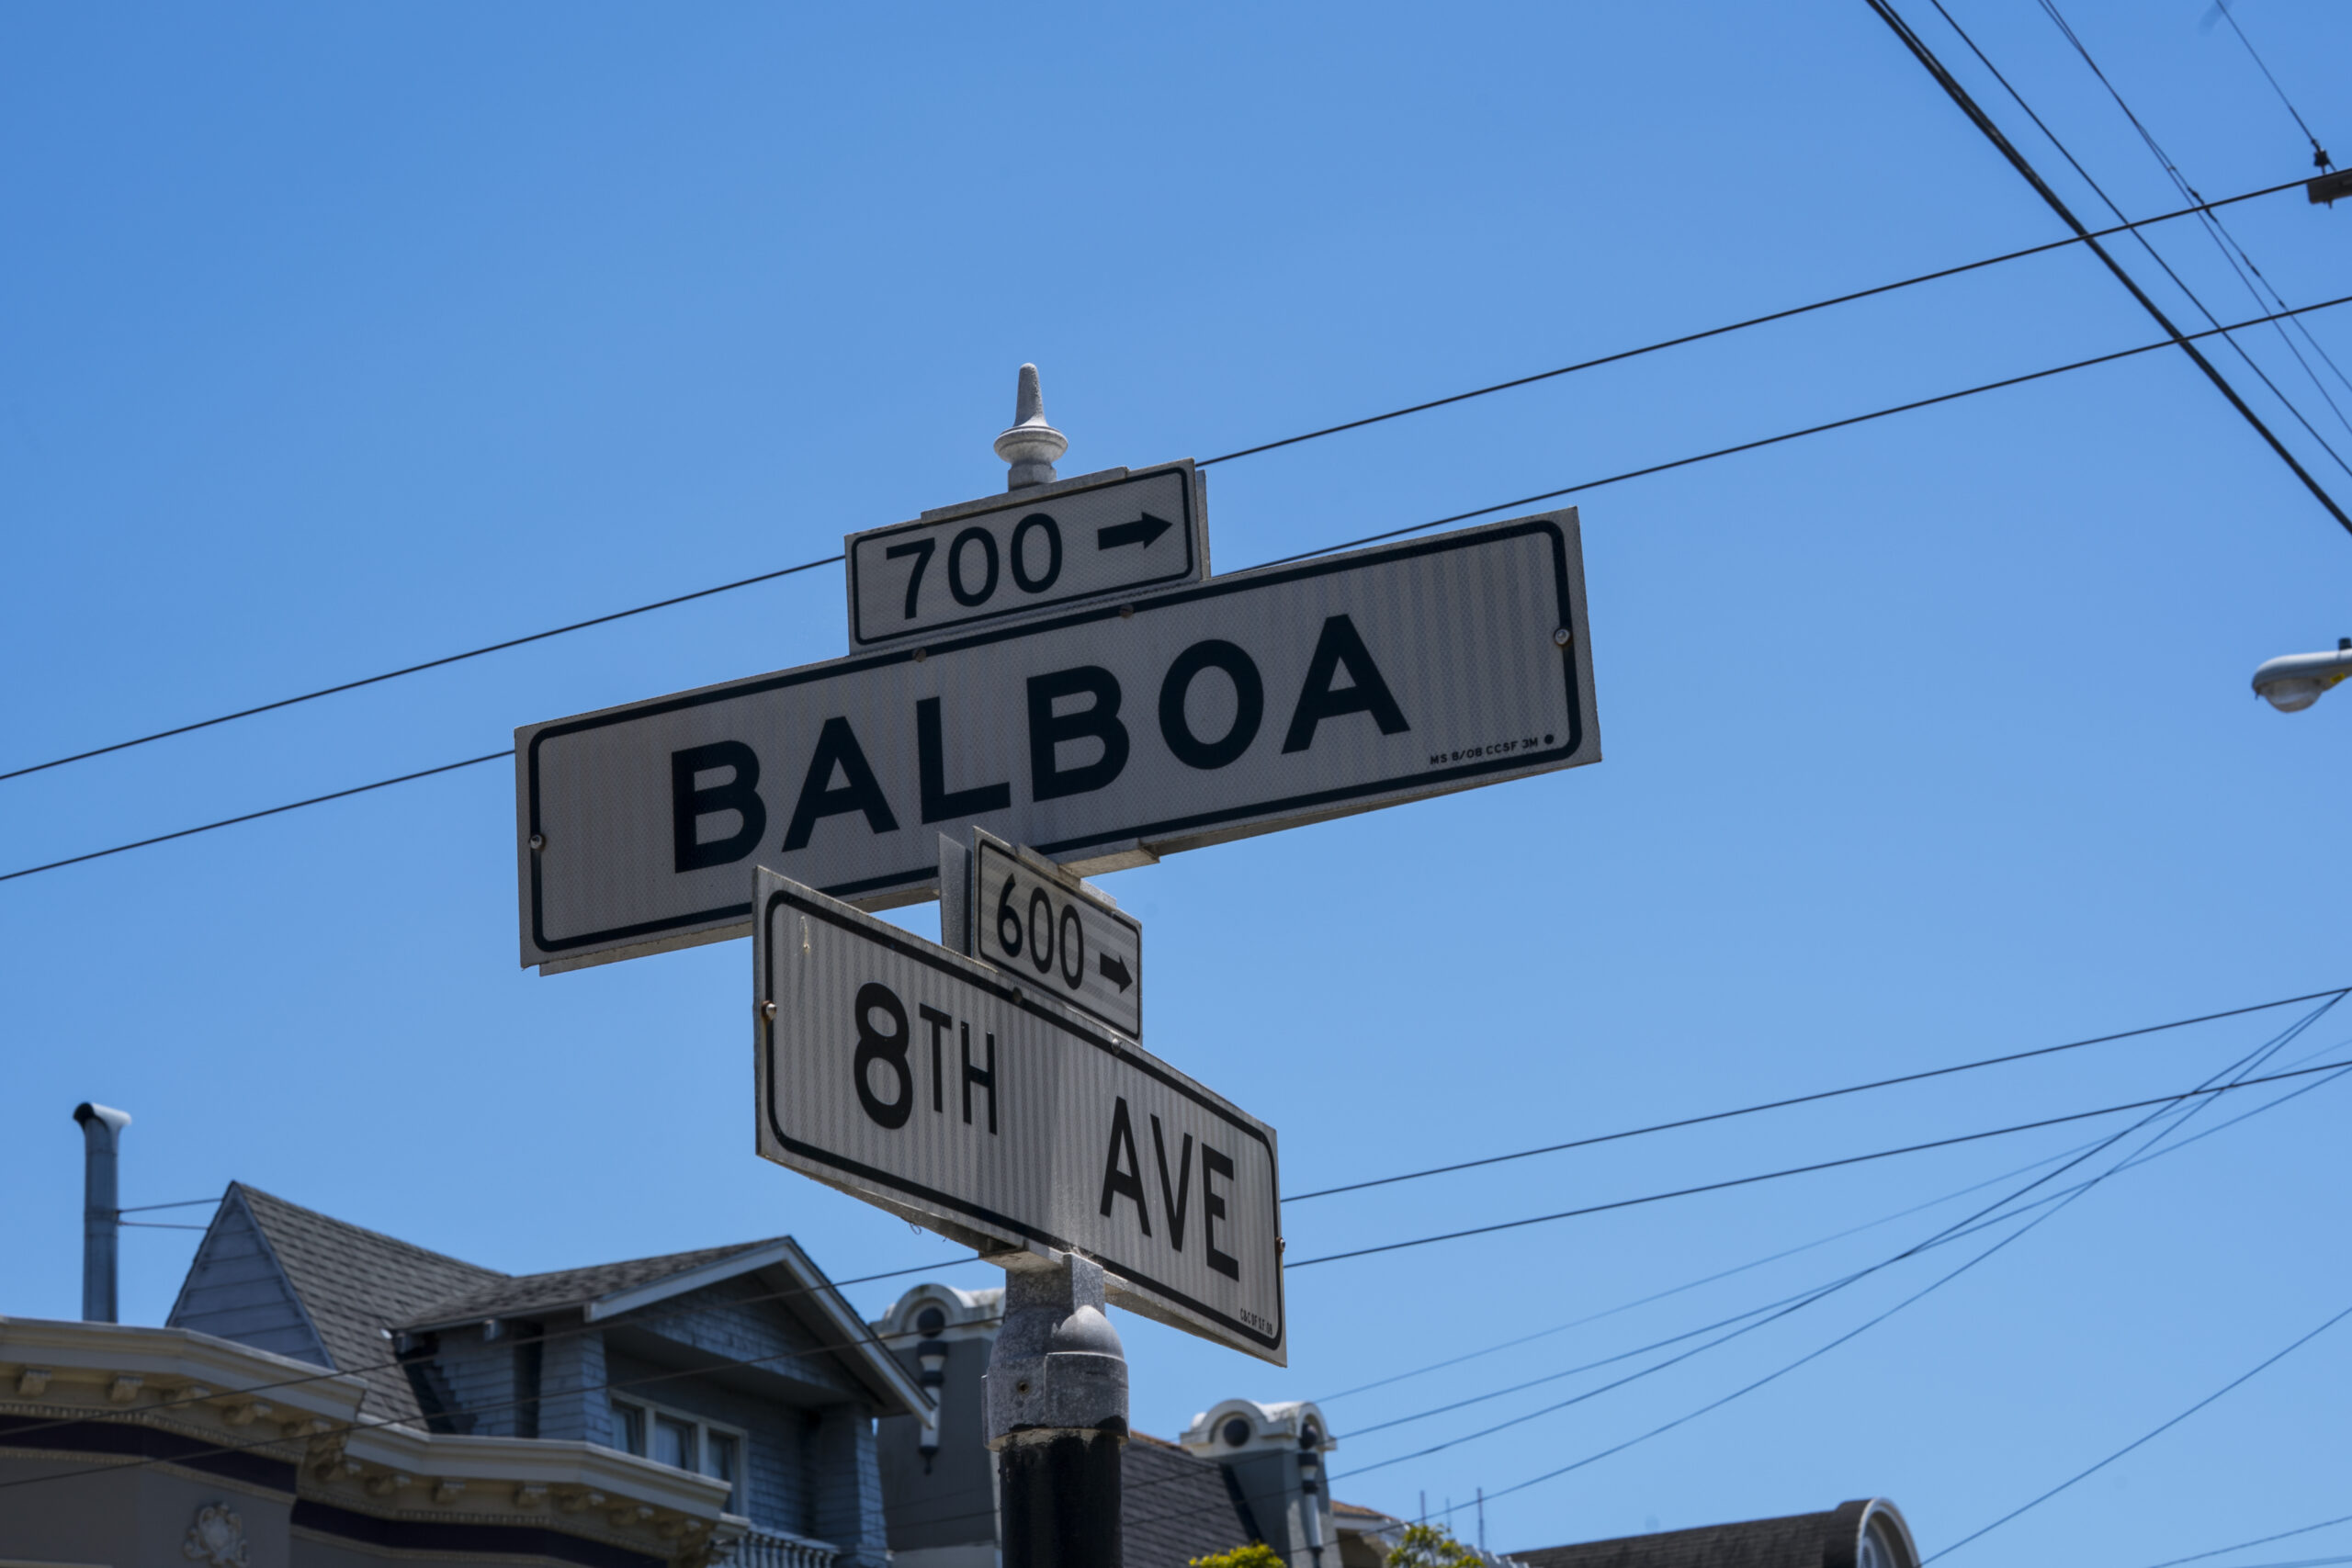 700 →
BALBOA
MS 8/08 CCSF 3M
600 →
8TH AVE